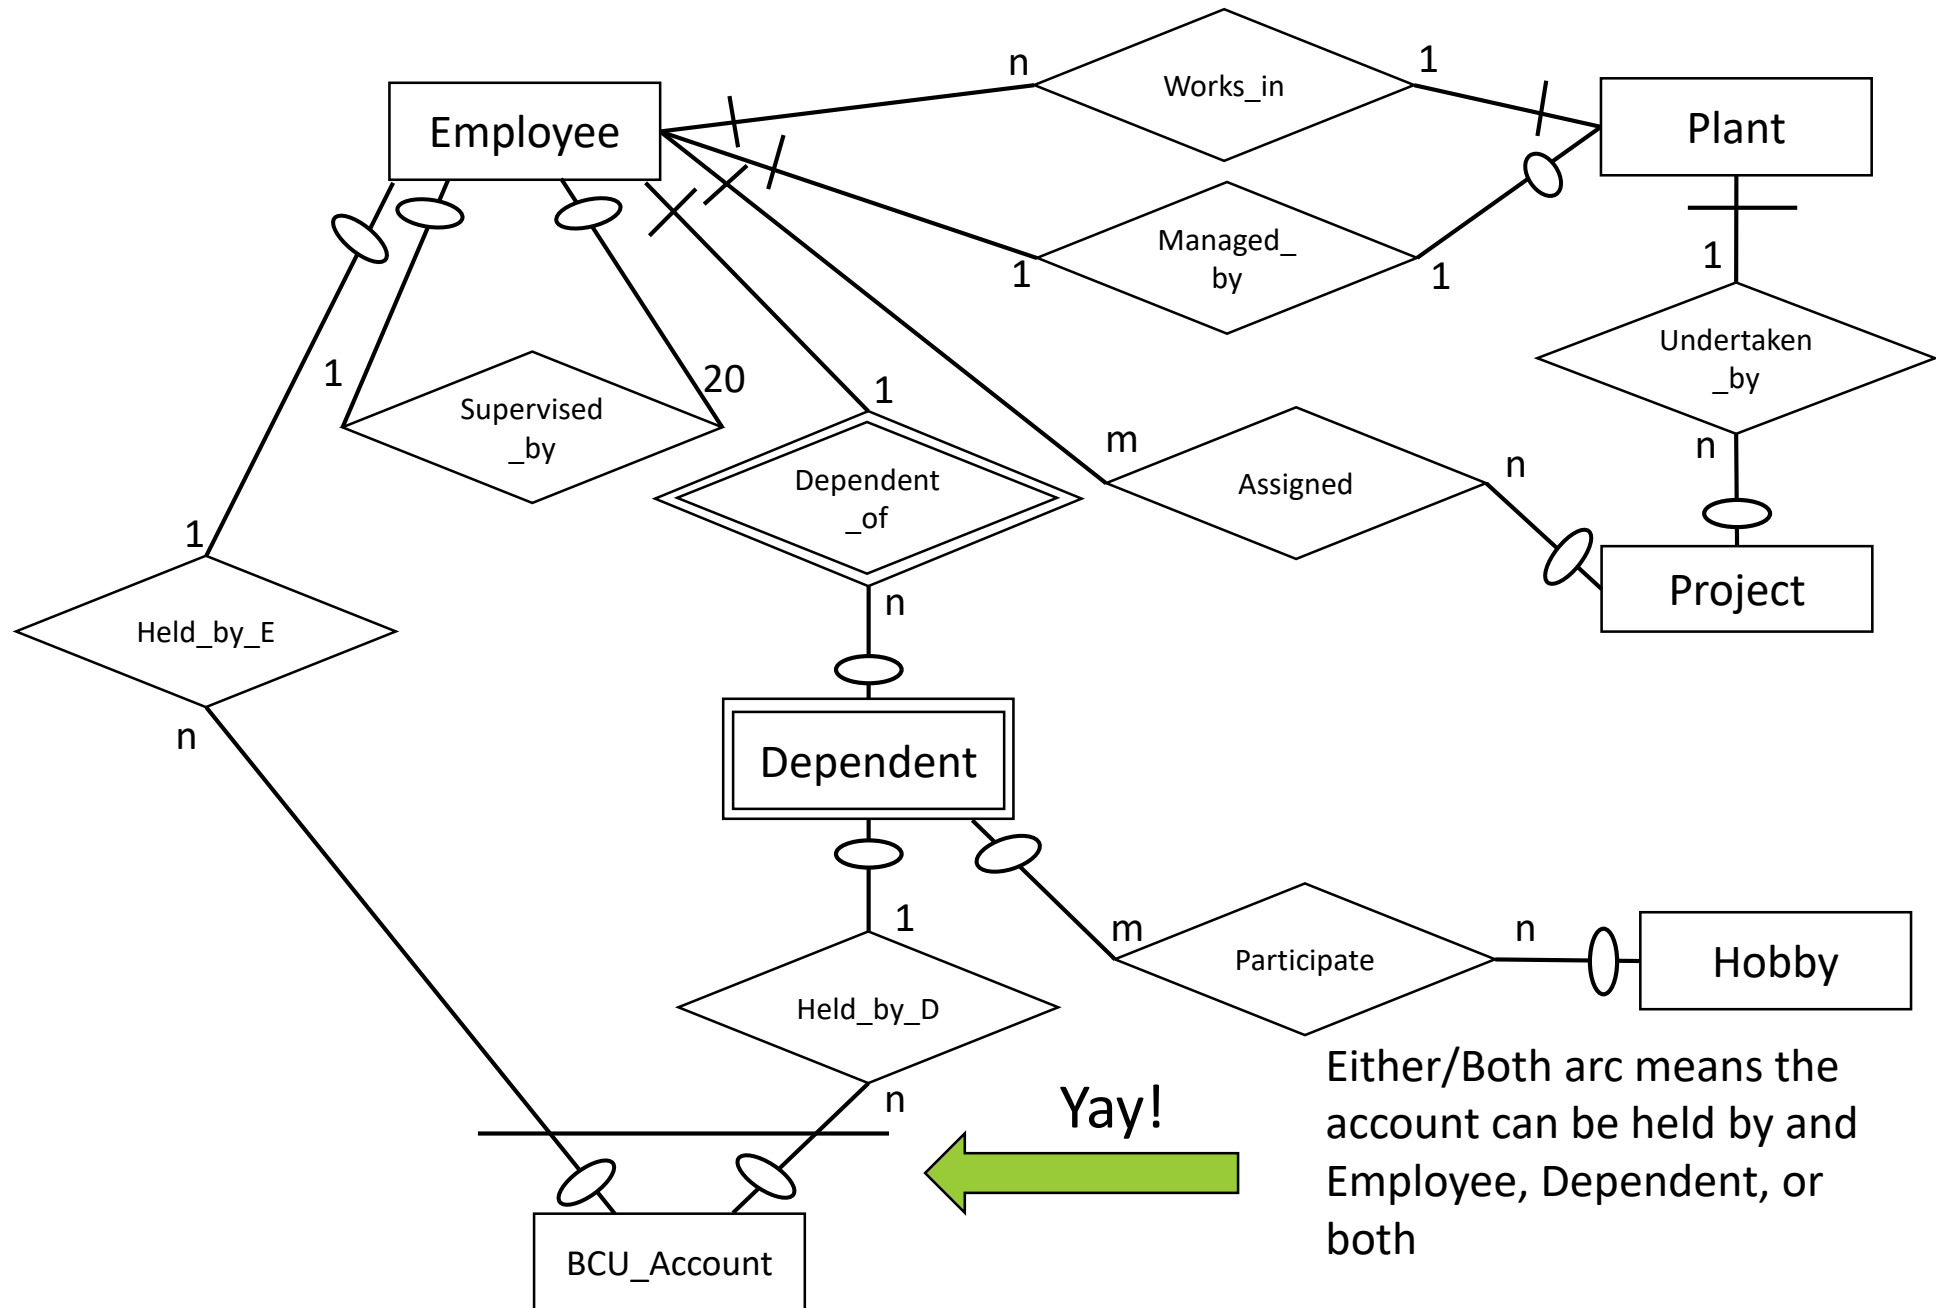 n
1
Works_in
Employee
Plant
Managed_
by
1
1
1
Undertaken
_by
n
1
20
Supervised
_by
1
m
Assigned
n
Dependent
_of
n
Project
1
Held_by_E
n
Dependent
1
m
n
Participate
Hobby
Held_by_D
n
Yay!
Either/Both arc means the
account can be held by and
Employee, Dependent, or
both
BCU_Account